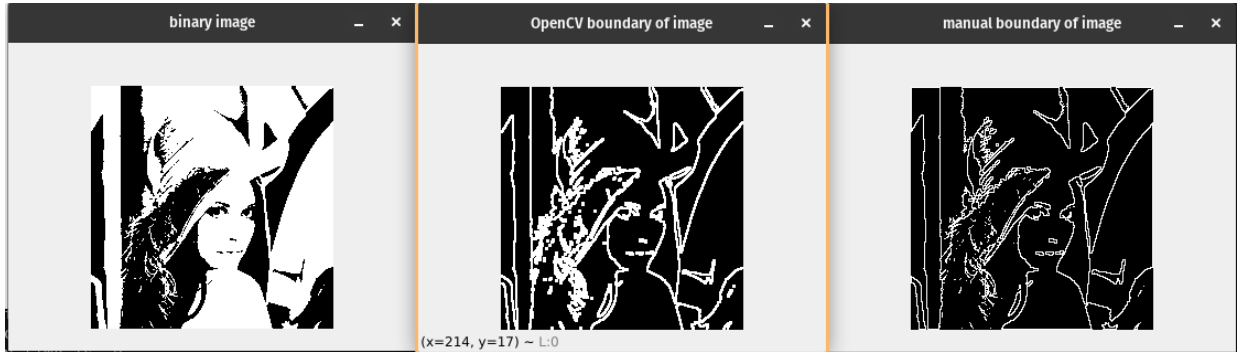 binary image
OpenCV boundary of image
manual boundary of image
(x=214, y=17) ~ L:0